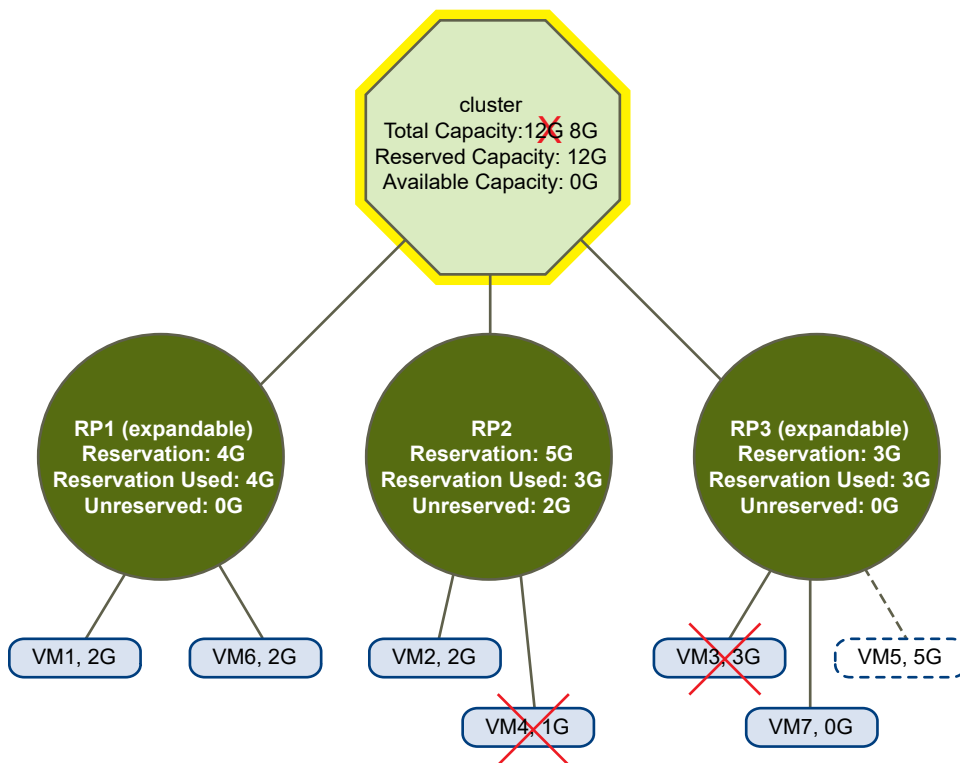 cluster
Total Capacity:12G 8G
Reserved Capacity: 12G
Available Capacity: 0G
RP1 (expandable)
Reservation: 4G
Reservation Used: 4G
Unreserved: 0G
RP2
Reservation: 5G
Reservation Used: 3G
Unreserved: 2G
RP3 (expandable)
Reservation: 3G
Reservation Used: 3G
Unreserved: 0G
VM1, 2G
VM6, 2G
VM2, 2G
VM3, 3G
VM5, 5G
VM4, 1G
VM7, 0G